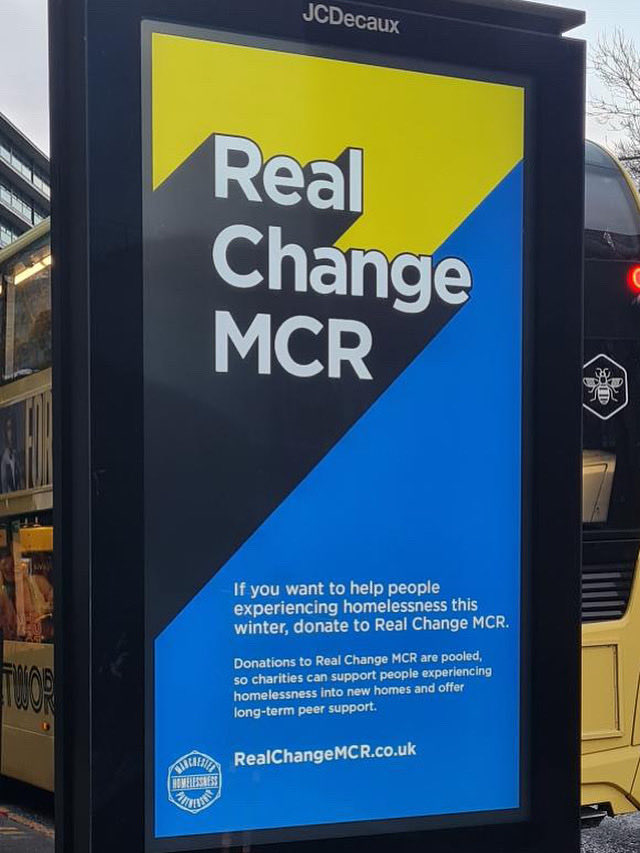 JCDecaux
Real
Change
MCR
If you want to help people
experiencing homelessness this
winter, donate to Real Change MCR.
Donations to Real Change MCR are pooled,
so charities can support people experiencing
homelessness into new homes and offer
long-term peer support.
RealChangeMCR.co.uk
MANCHESTER
HOMELESSNESS
PARTNERSHIP
FOR
TWOR